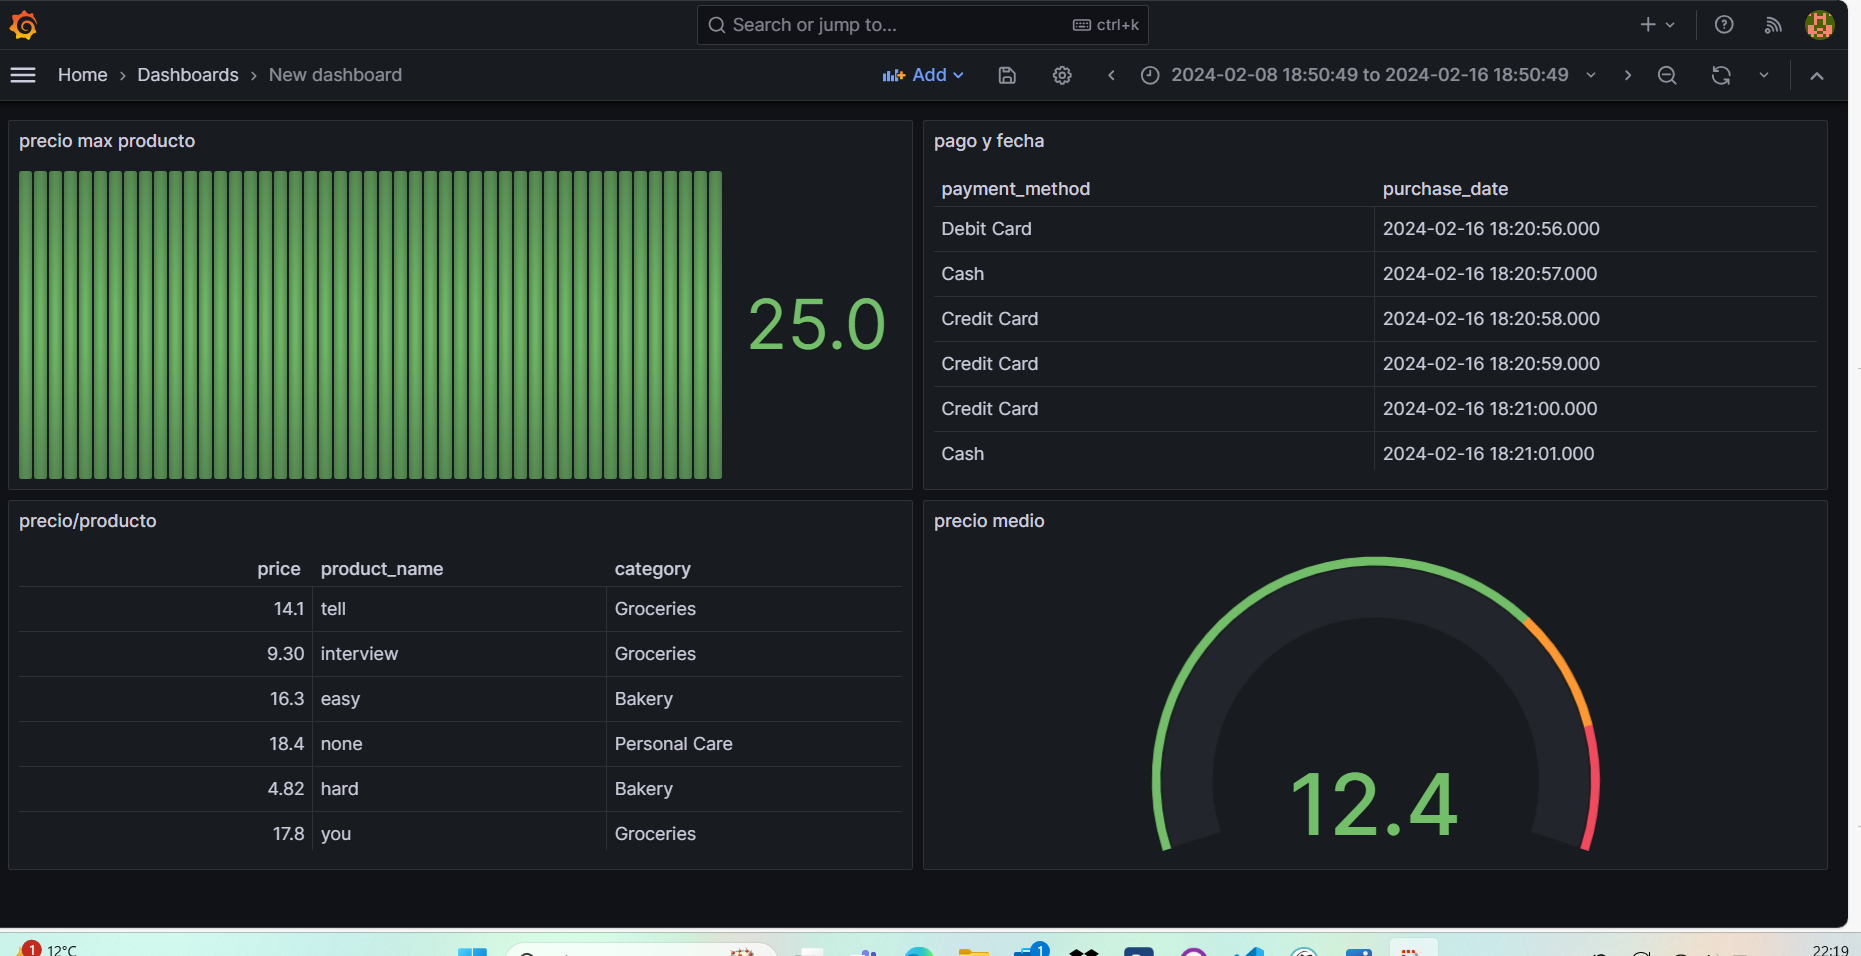 Search or jump to... ctrl+k
Home › Dashboards › New dashboard
Add
2024-02-08 18:50:49 to 2024-02-16 18:50:49
precio max producto
25.0
pago y fecha
payment_method purchase_date
Debit Card 2024-02-16 18:20:56.000
Cash 2024-02-16 18:20:57.000
Credit Card 2024-02-16 18:20:58.000
Credit Card 2024-02-16 18:20:59.000
Credit Card 2024-02-16 18:21:00.000
Cash 2024-02-16 18:21:01.000
precio/producto
price product_name category
14.1 tell Groceries
9.30 interview Groceries
16.3 easy Bakery
18.4 none Personal Care
4.82 hard Bakery
17.8 you Groceries
precio medio
12.4
1 12°C
1
22:19